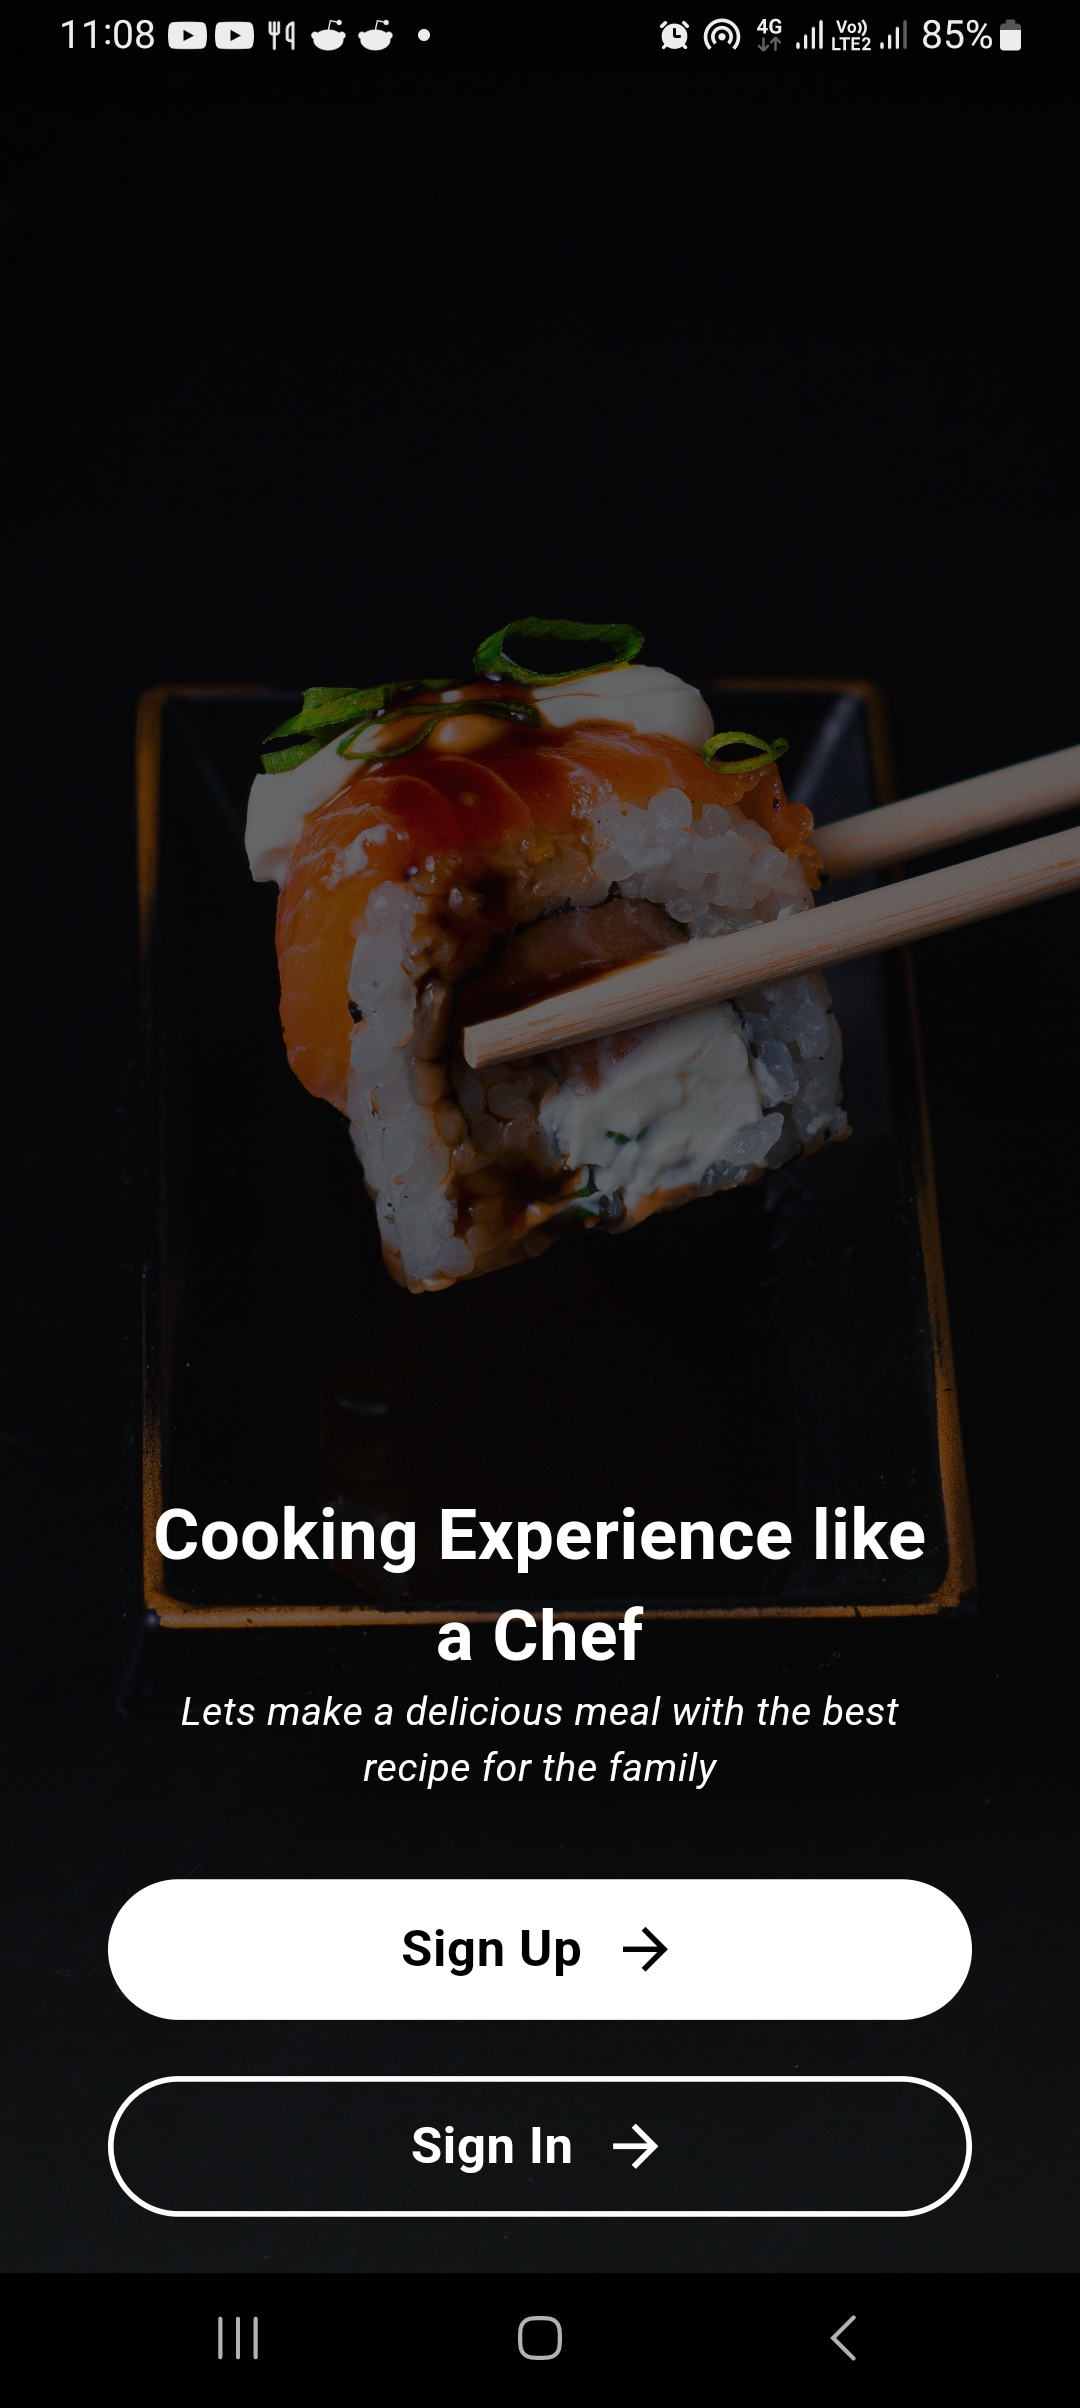 11:08 4G Vo)) LTE2 85%
Cooking Experience like
a Chef
Lets make a delicious meal with the best
recipe for the family
Sign Up
Sign In